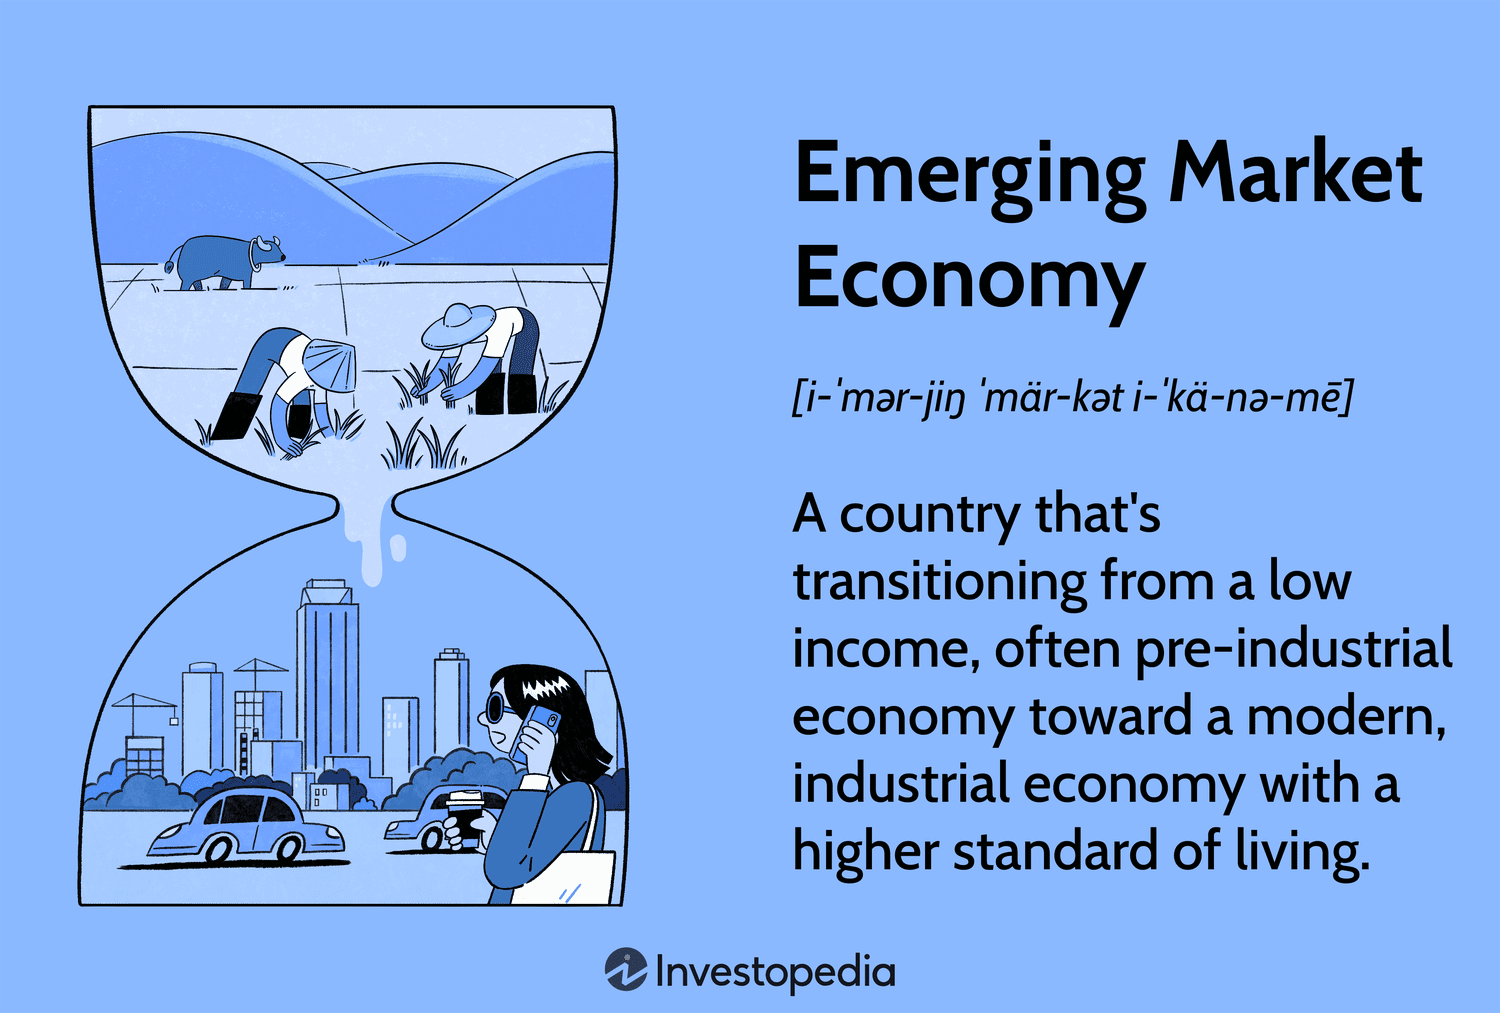 Emerging Market
Economy
[i-ˈmər-jiŋ ˈmär-kət i-ˈkä-nə-mē]
A country that's
transitioning from a low
income, often pre-industrial
economy toward a modern,
industrial economy with a
higher standard of living.
Investopedia